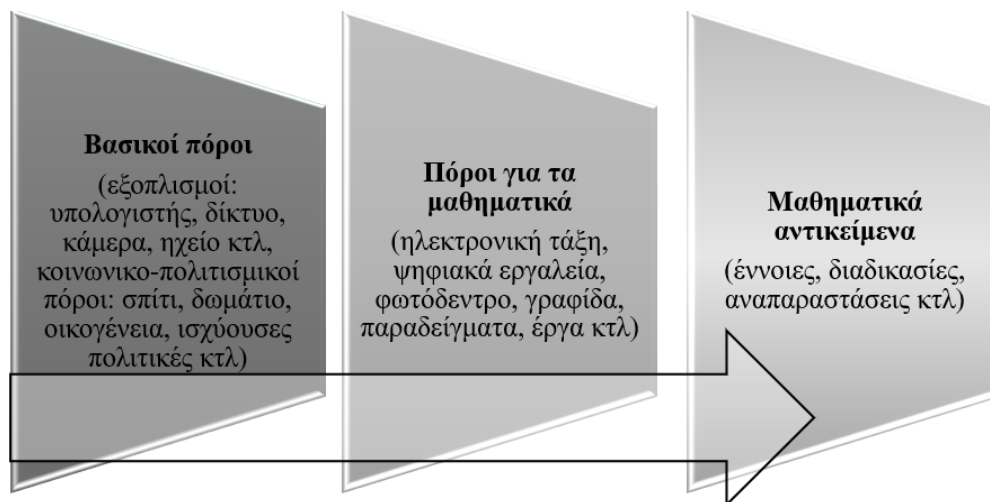 Βασικοί πόροι
(εξοπλισμοί:
υπολογιστής, δίκτυο,
κάμερα, ηχείο κτλ,
κοινωνικο-πολιτισμικοί
πόροι: σπίτι, δωμάτιο,
οικογένεια, ισχύουσες
πολιτικές κτλ)
Πόροι για τα
μαθηματικά
(ηλεκτρονική τάξη,
ψηφιακά εργαλεία,
φωτόδεντρο, γραφίδα,
παραδείγματα, έργα κτλ)
Μαθηματικά
αντικείμενα
(έννοιες, διαδικασίες,
αναπαραστάσεις κτλ)